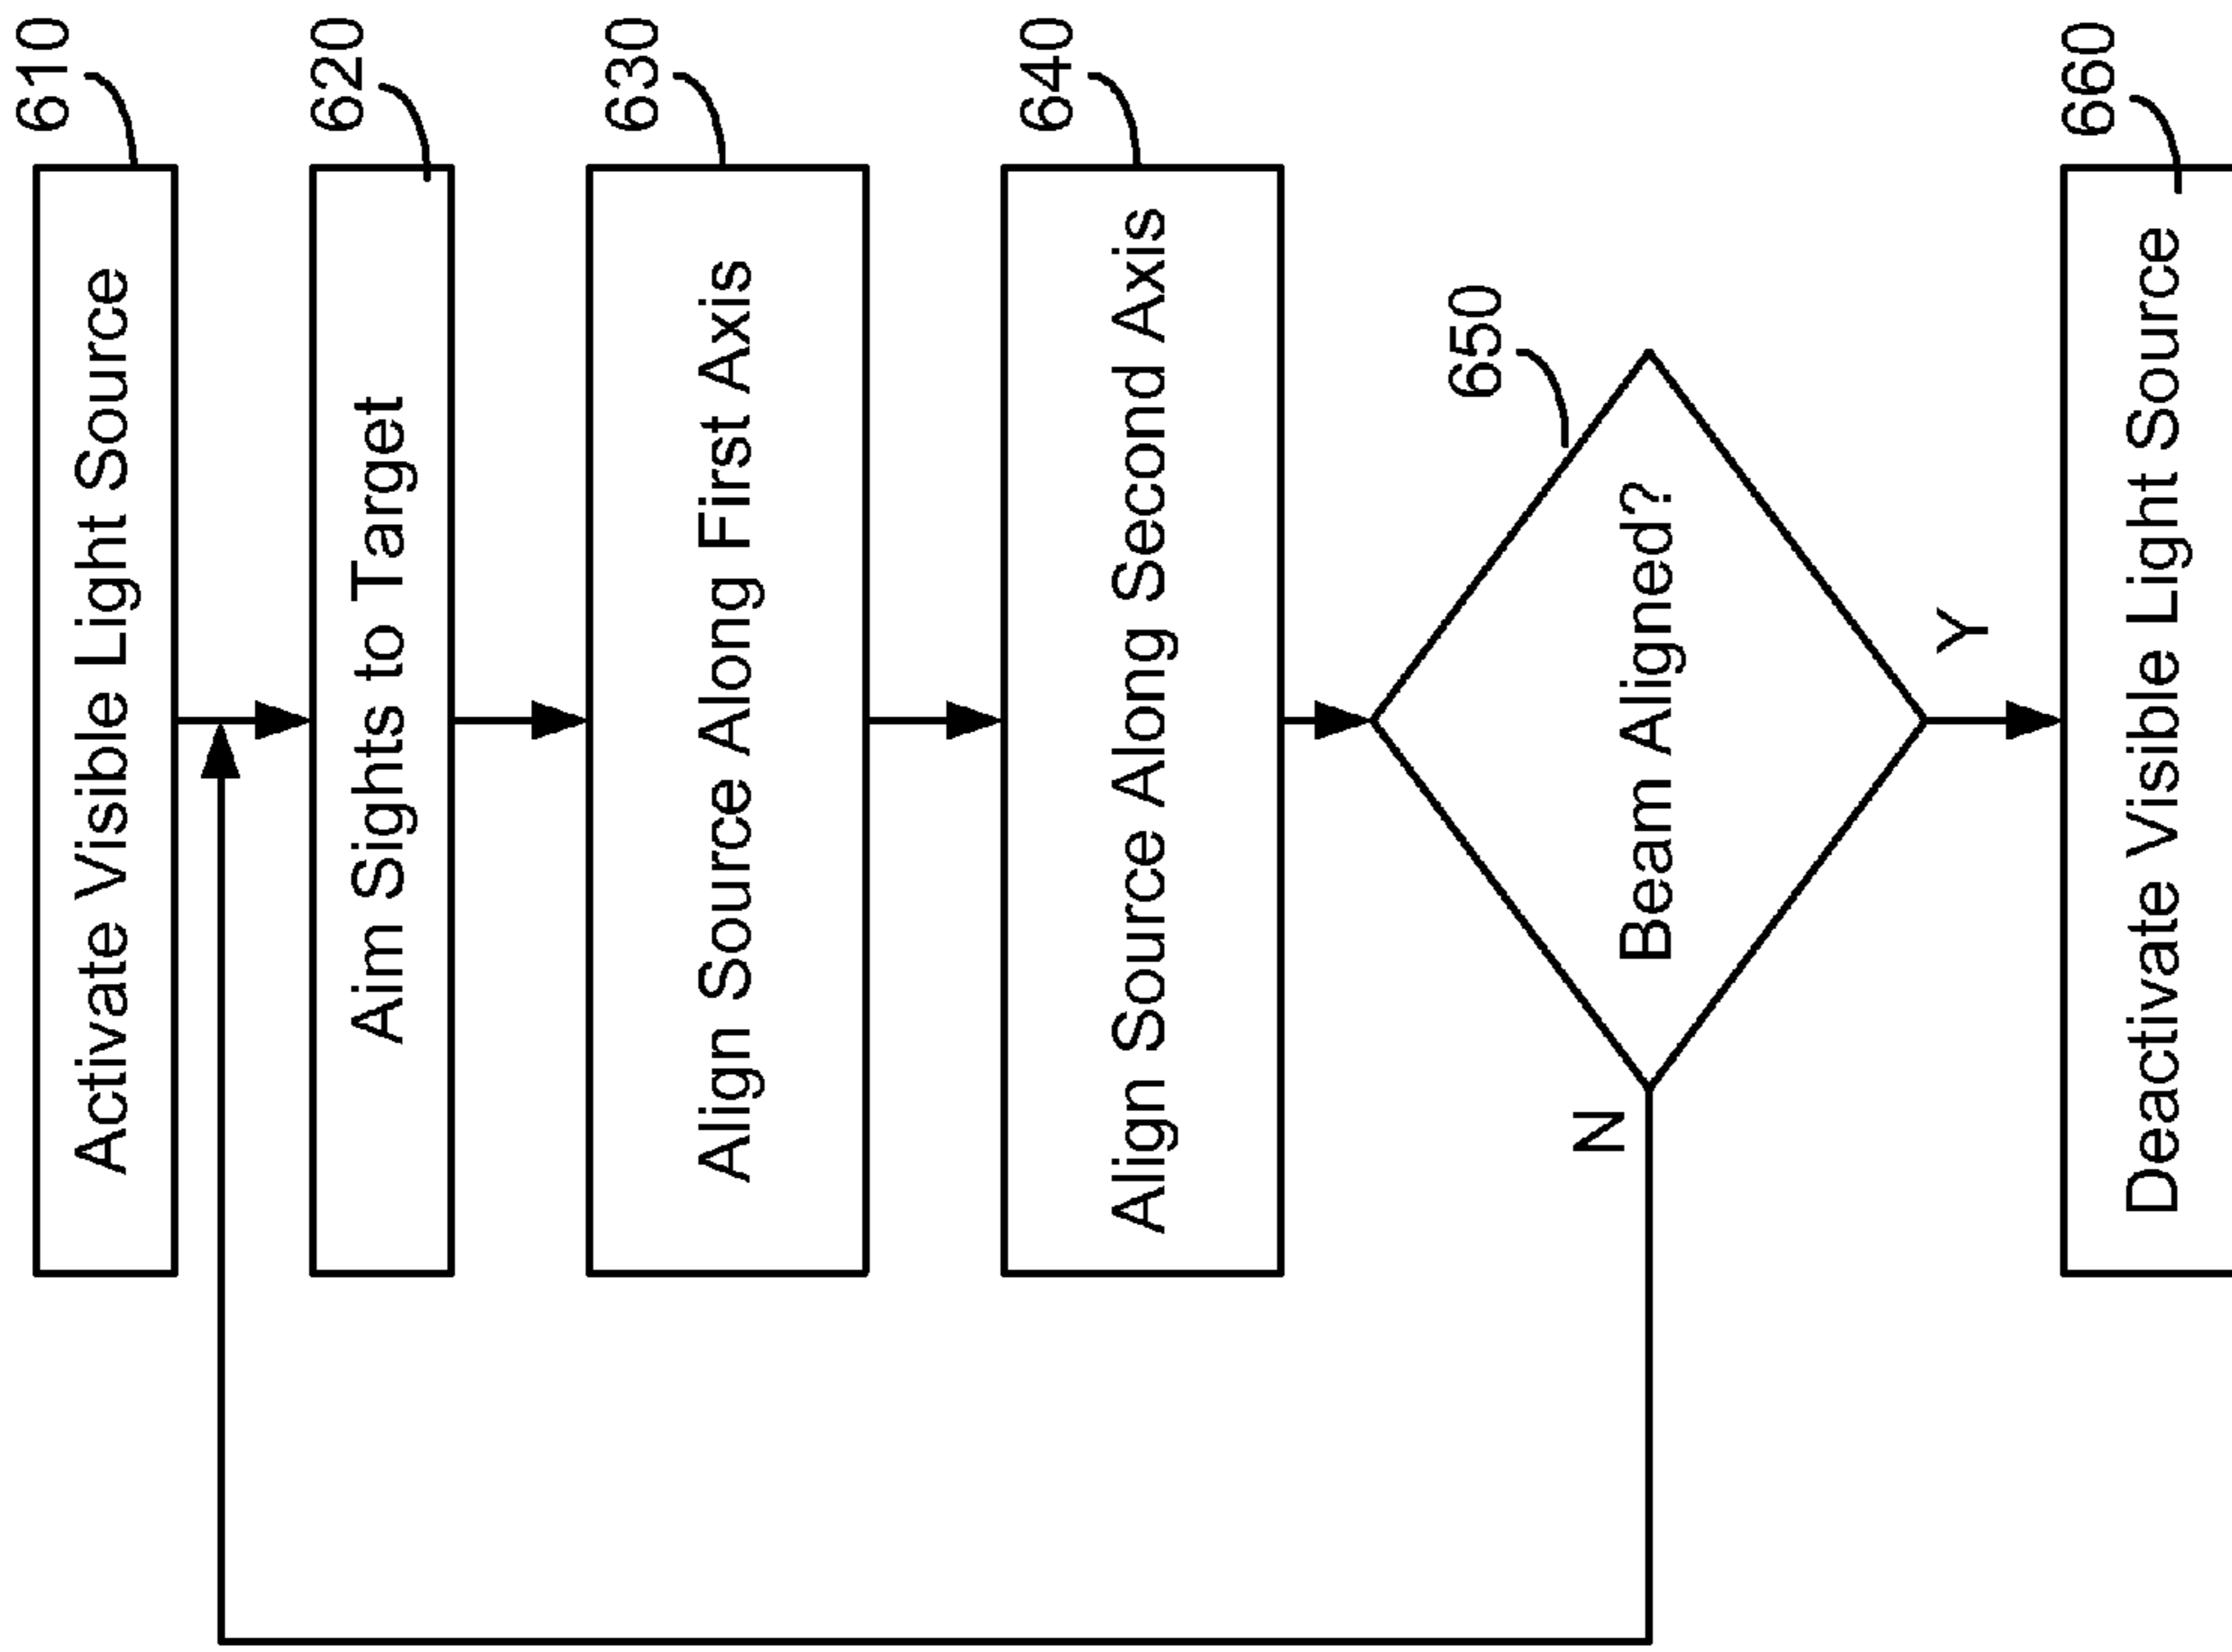 610
Activate Visible Light Source
620
Aim Sights to Target
630
Align Source Along First Axis
640
Align Source Along Second Axis
650
Beam Aligned?
N
Y
660
Deactivate Visible Light Source